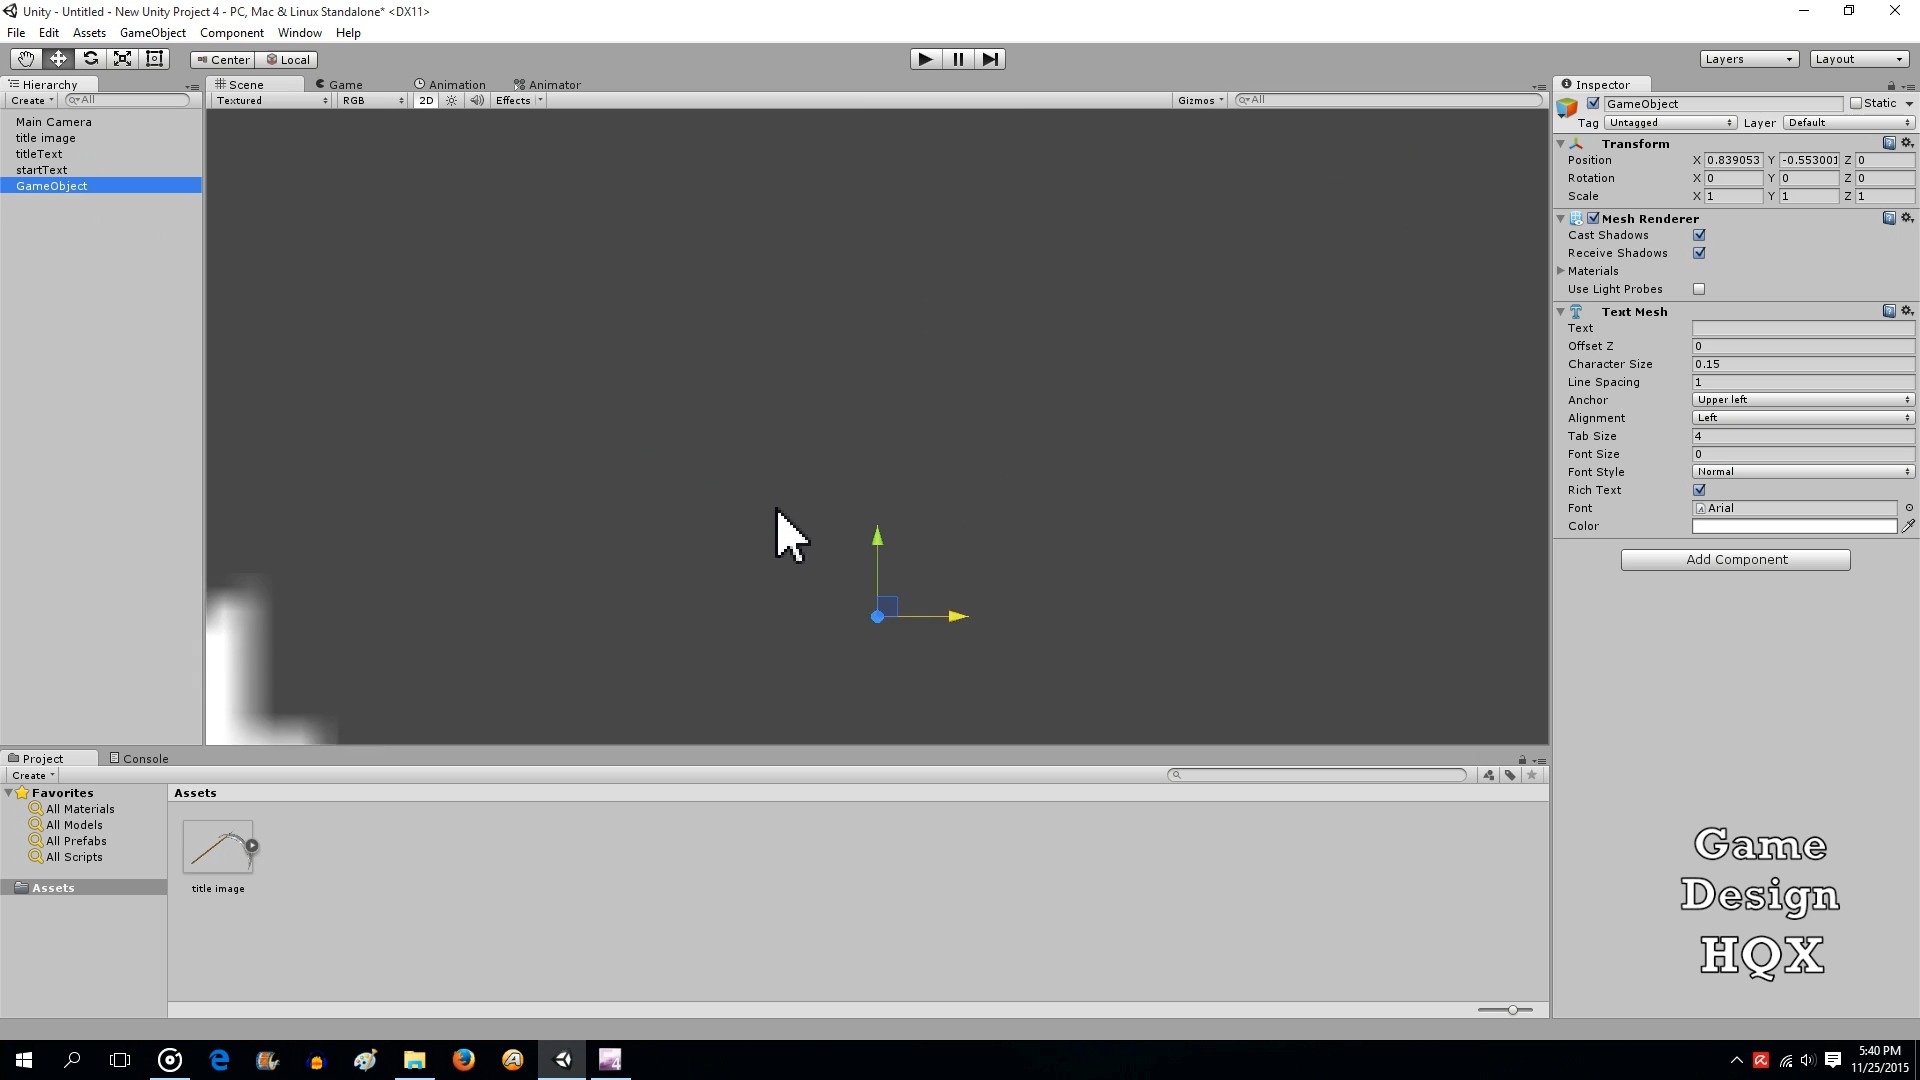 Unity - Untitled - New Unity Project 4 - PC, Mac & Linux Standalone* <DX11>
File Edit Assets GameObject Component Window Help
Center Local Layers Layout
Hierarchy Scene Game Animation Animator Inspector
Create All Textured RGB 2D Effects Gizmos All GameObject Static
Main Camera
title image
titleText
startText
GameObject
Tag Untagged Layer Default
Transform
Position X 0.839053 Y -0.553001 Z 0
Rotation X 0 Y 0 Z 0
Scale X 1 Y 1 Z 1
Mesh Renderer
Cast Shadows
Receive Shadows
Materials
Use Light Probes
Text Mesh
Text
Offset Z 0
Character Size 0.15
Line Spacing 1
Anchor Upper left
Alignment Left
Tab Size 4
Font Size 0
Font Style Normal
Rich Text
Font Arial
Color
Add Component
Project Console
Create
Favorites
All Materials
All Models
All Prefabs
All Scripts
Assets
Assets
title image
Game
Design
HQX
5:40 PM
11/25/2015